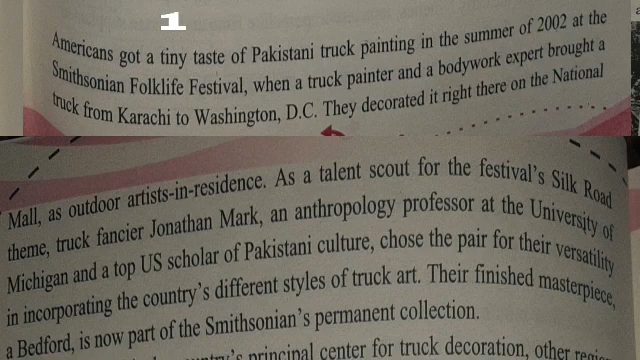 1
Americans got a tiny taste of Pakistani truck painting in the summer of 2002 at the
Smithsonian Folklife Festival, when a truck painter and a bodywork expert brought a
truck from Karachi to Washington, D.C. They decorated it right there on the National
Mall, as outdoor artists-in-residence. As a talent scout for the festival's Silk Road
theme, truck fancier Jonathan Mark, an anthropology professor at the University of
Michigan and a top US scholar of Pakistani culture, chose the pair for their versatility
in incorporating the country's different styles of truck art. Their finished masterpiece,
a Bedford, is now part of the Smithsonian's permanent collection.
principal center for truck decoration, other